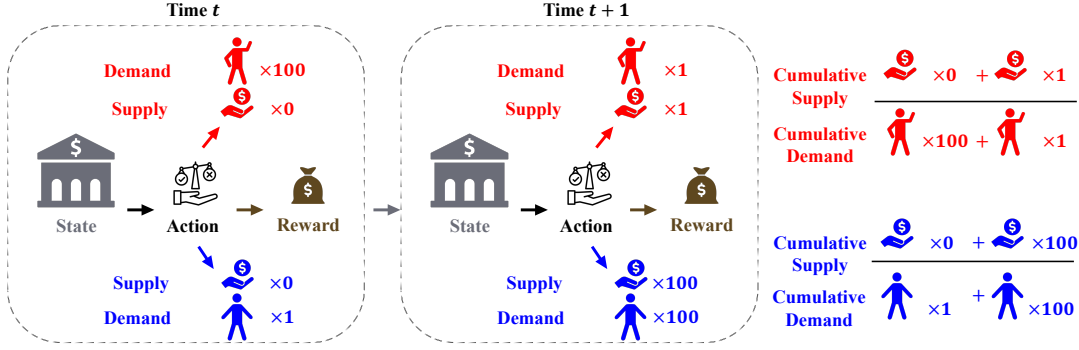 Time t
Demand ×100
Supply ×0
$
$
State
Action
$
Reward
Supply
$
×0
Demand ×1
Time t + 1
Demand ×1
Supply
$
×1
$
State
Action
$
Reward
Supply
$
×100
Demand ×100
Cumulative Supply
$
×0 +
$
×1
Cumulative Demand
×100 + ×1
Cumulative Supply
$
×0 +
$
×100
Cumulative Demand
×1 + ×100